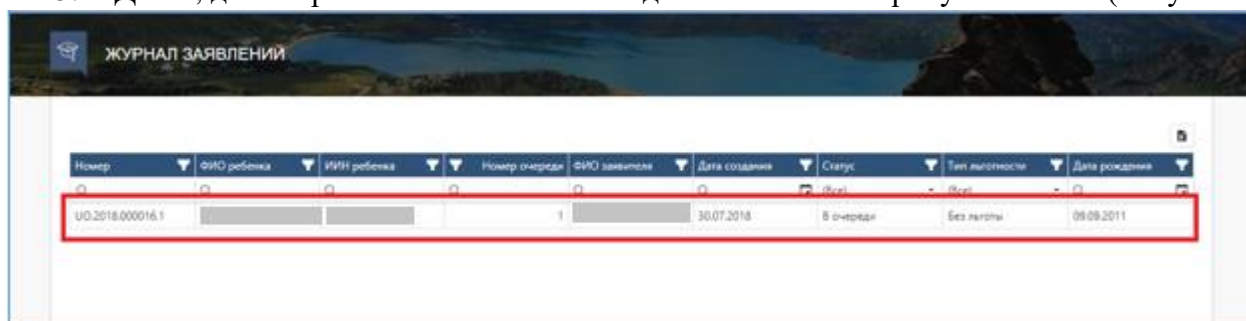 ЖУРНАЛ ЗАЯВЛЕНИЙ
Номер ФИО ребенка ИИН ребенка Номер очереди ФИО заявителя Дата создания Статус Тип льготности Дата рождения
(Все) (Все)
UO.2018.000016.1 1 30.07.2018 В очереди Без льготы 09.09.2011